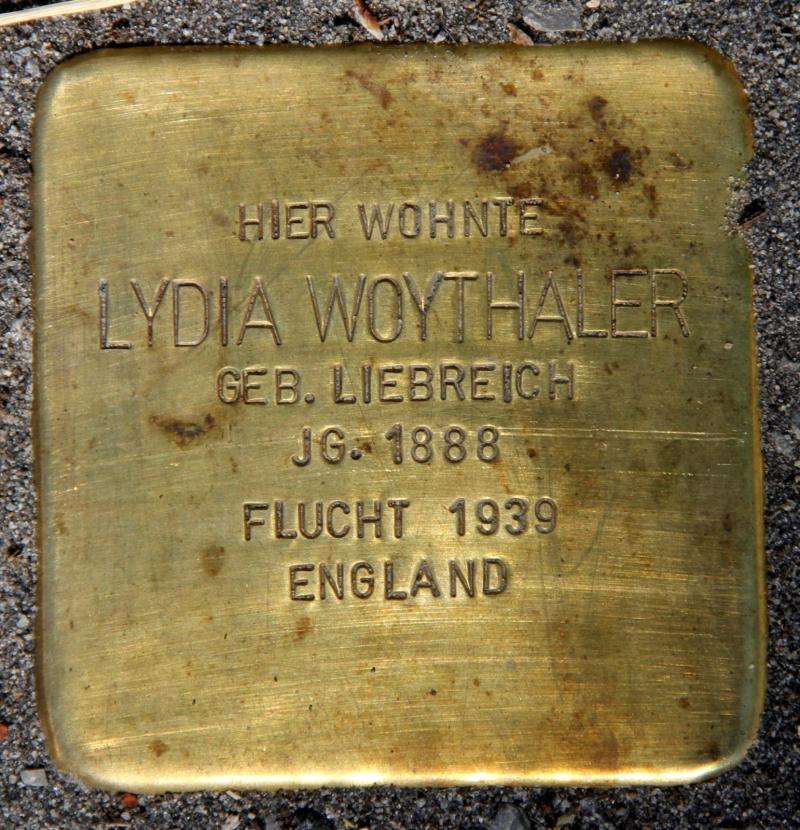 HIER WOHNTE
LYDIA WOYTHALER
GEB. LIEBREICH
JG. 1888
FLUCHT 1939
ENGLAND